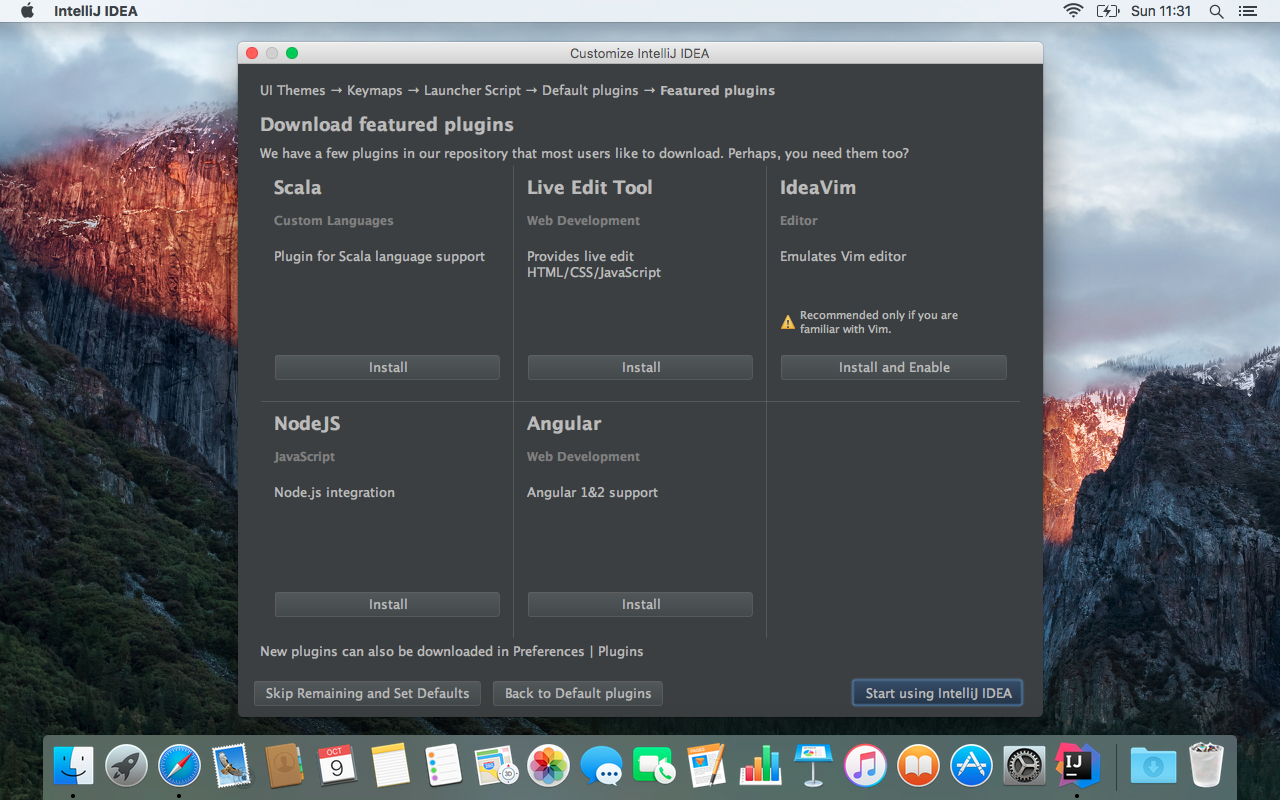 IntelliJ IDEA
Sun 11:31
Customize IntelliJ IDEA
UI Themes → Keymaps → Launcher Script → Default plugins → Featured plugins
Download featured plugins
We have a few plugins in our repository that most users like to download. Perhaps, you need them too?
Scala
Custom Languages
Plugin for Scala language support
Install
Live Edit Tool
Web Development
Provides live edit
HTML/CSS/JavaScript
Install
IdeaVim
Editor
Emulates Vim editor
Recommended only if you are
familiar with Vim.
Install and Enable
NodeJS
JavaScript
Node.js integration
Install
Angular
Web Development
Angular 1&2 support
Install
New plugins can also be downloaded in Preferences | Plugins
Skip Remaining and Set Defaults
Back to Default plugins
Start using IntelliJ IDEA
OCT
9
3D
IJ